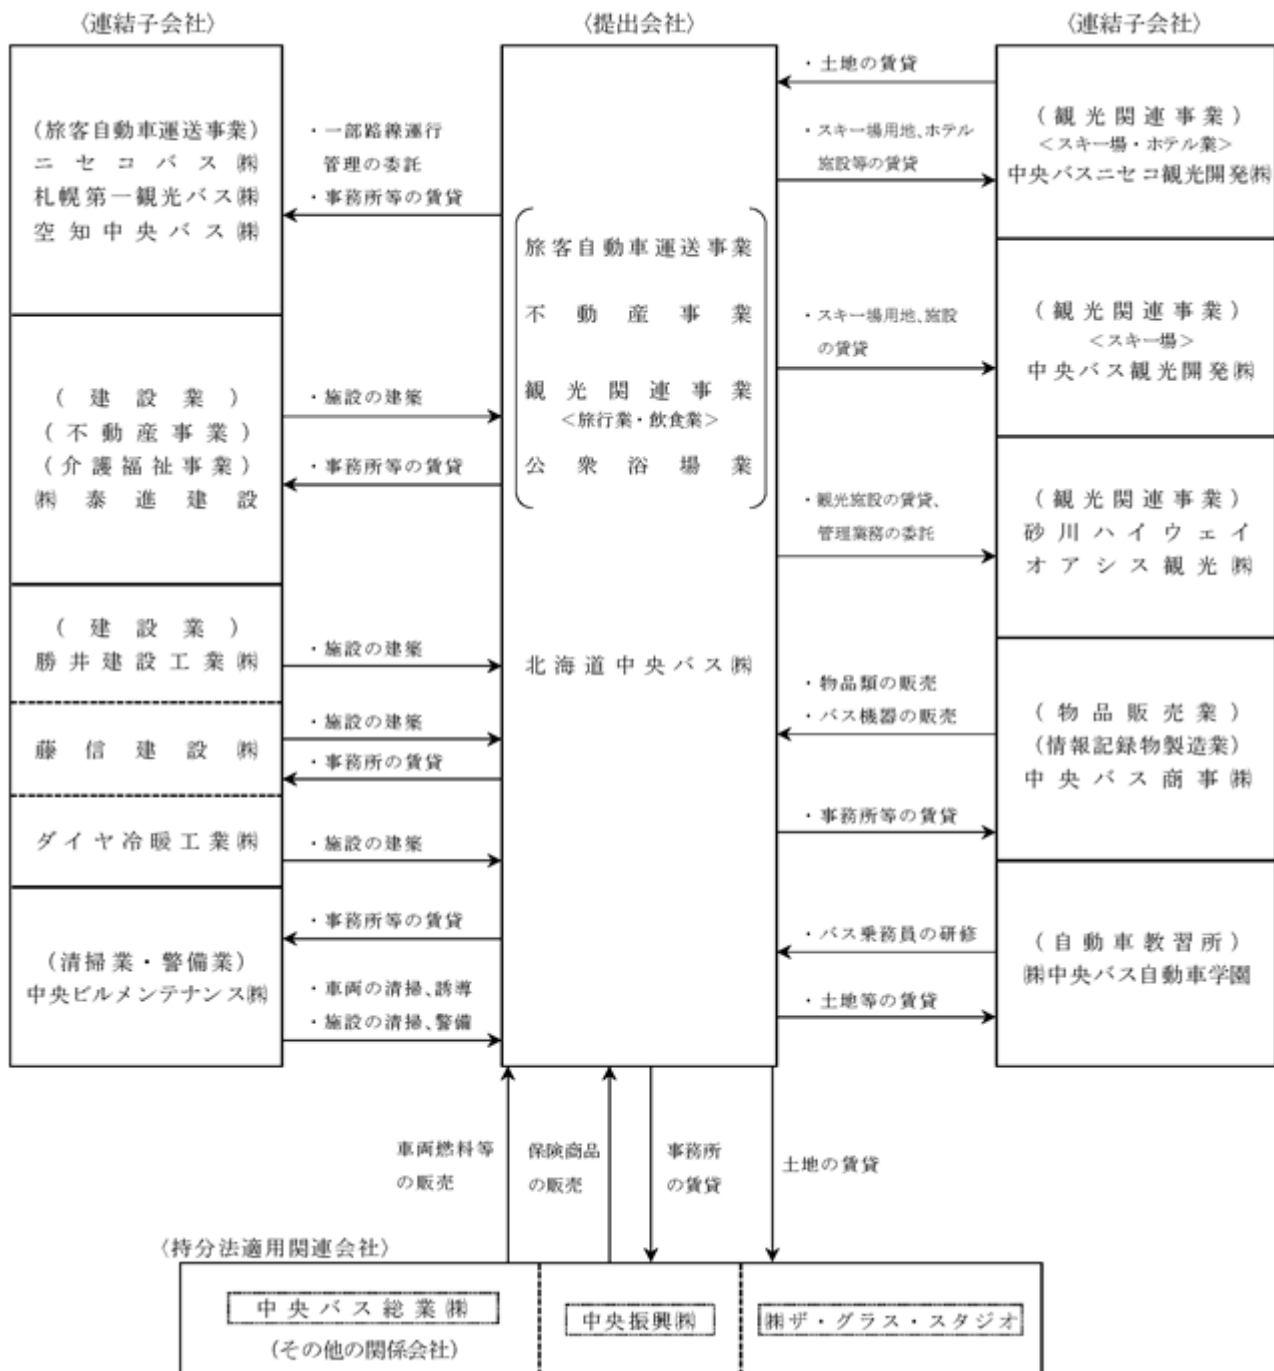 〈連結子会社〉
〈提出会社〉
〈連結子会社〉
(旅客自動車運送事業)
ニセコバス㈱
札幌第一観光バス㈱
空知中央バス㈱
・一部路線運行
管理の委託
・事務所等の賃貸
(建設業)
(不動産事業)
(介護福祉事業)
㈱泰進建設
・施設の建築
・事務所等の賃貸
(建設業)
勝井建設工業㈱
・施設の建築
藤信建設㈱
・施設の建築
・事務所の賃貸
ダイヤ冷暖工業㈱
・施設の建築
(清掃業・警備業)
中央ビルメンテナンス㈱
・事務所等の賃貸
・車両の清掃、誘導
・施設の清掃、警備
旅客自動車運送事業
不動産事業
観光関連事業
<旅行業・飲食業>
公衆浴場業
北海道中央バス㈱
・土地の賃貸
・スキー場用地、ホテル
施設等の賃貸
(観光関連事業)
<スキー場・ホテル業>
中央バスニセコ観光開発㈱
・スキー場用地、施設
の賃貸
(観光関連事業)
<スキー場>
中央バス観光開発㈱
・観光施設の賃貸、
管理業務の委託
(観光関連事業)
砂川ハイウェイ
オアシス観光㈱
・物品類の販売
・バス機器の販売
・事務所等の賃貸
(物品販売業)
(情報記録物製造業)
中央バス商事㈱
・バス乗務員の研修
・土地等の賃貸
(自動車教習所)
㈱中央バス自動車学園
車両燃料等
の販売
保険商品
の販売
事務所
の賃貸
土地の賃貸
〈持分法適用関連会社〉
中央バス総業㈱
(その他の関係会社)
中央振興㈱
㈱ザ・グラス・スタジオ